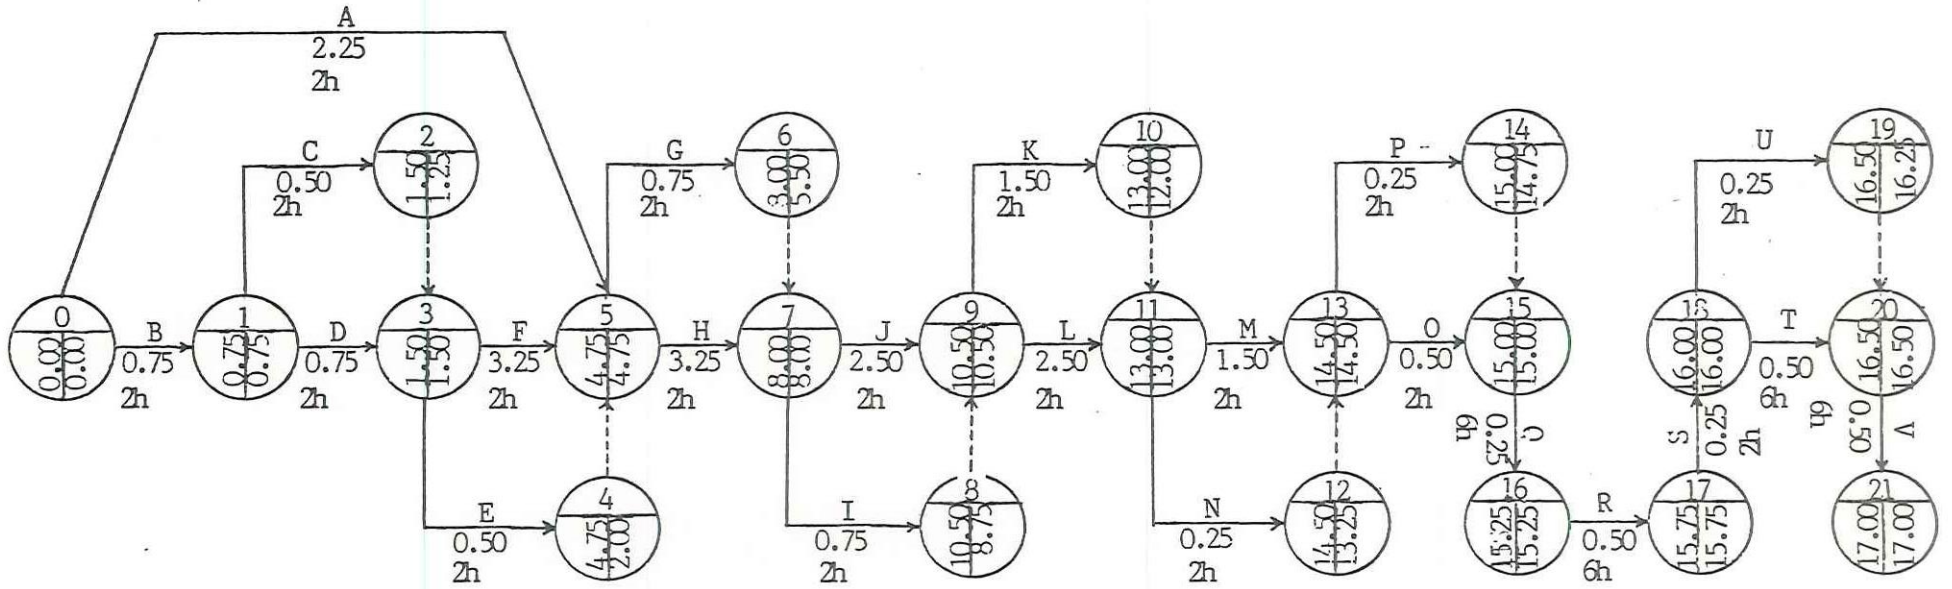 A
2.25
2h
C
0.50
2h
2
1.50
1.25
G
0.75
2h
6
3.00
5.50
K
1.50
2h
10
13.00
12.00
P
0.25
2h
14
15.00
14.75
U
0.25
2h
19
16.50
16.25
0
0.00
0.00
B
0.75
2h
1
0.75
0.75
D
0.75
2h
3
1.50
1.50
F
3.25
2h
5
4.75
4.75
H
3.25
2h
7
8.00
8.00
J
2.50
2h
9
10.50
10.50
L
2.50
2h
11
13.00
13.00
M
1.50
2h
13
14.50
14.50
O
0.50
2h
15
15.00
15.00
18
16.00
16.00
T
0.50
6h
20
16.50
16.50
Q
0.25
6h
S
0.25
2h
V
0.50
6h
E
0.50
2h
4
4.75
2.00
I
0.75
2h
8
10.50
8.75
N
0.25
2h
12
14.50
13.25
16
15.25
15.25
R
0.50
6h
17
15.75
15.75
21
17.00
17.00